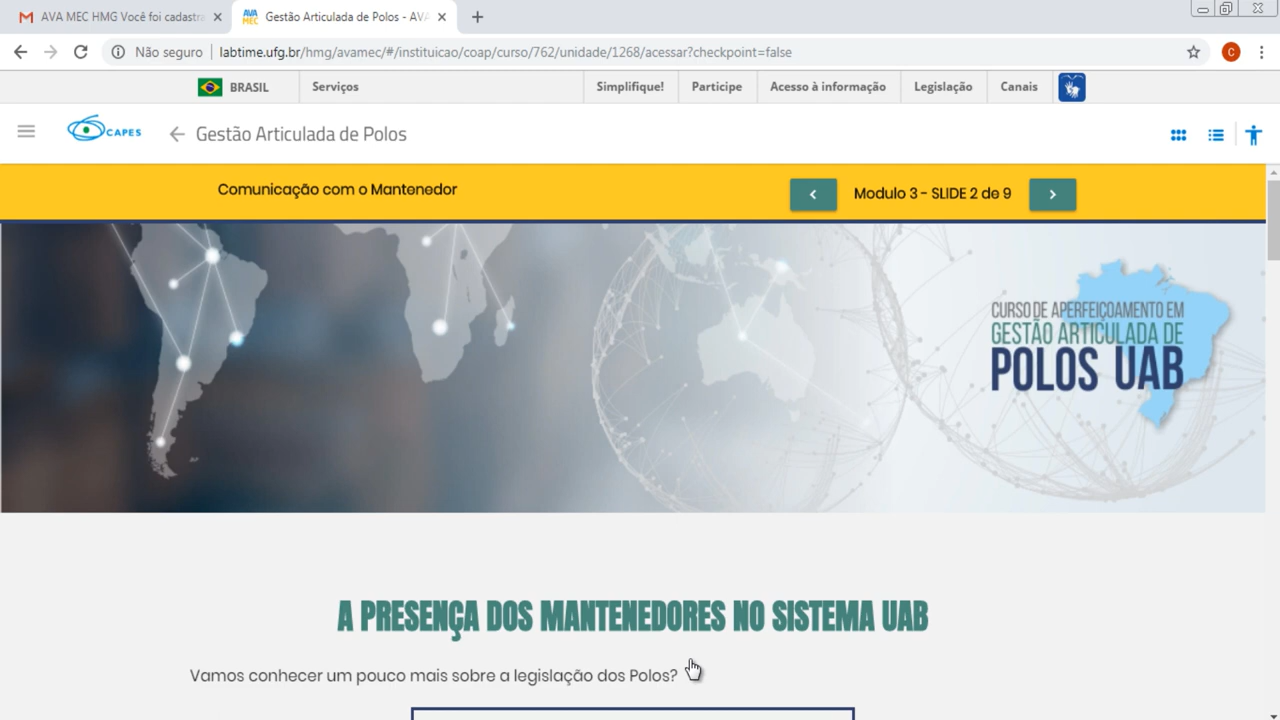 AVA MEC HMG Você foi cadastra
AVA MEC
Gestão Articulada de Polos - AVA
Não seguro
labtime.ufg.br/hmg/avamec/#/instituicao/coap/curso/762/unidade/1268/acessar?checkpoint=false
C
BRASIL
Serviços
Simplifique!
Participe
Acesso à informação
Legislação
Canais
CAPES
Gestão Articulada de Polos
Comunicação com o Mantenedor
Modulo 3 - SLIDE 2 de 9
CURSO DE APERFEIÇOAMENTO EM
GESTÃO ARTICULADA DE
POLOS UAB
A PRESENÇA DOS MANTENEDORES NO SISTEMA UAB
Vamos conhecer um pouco mais sobre a legislação dos Polos?